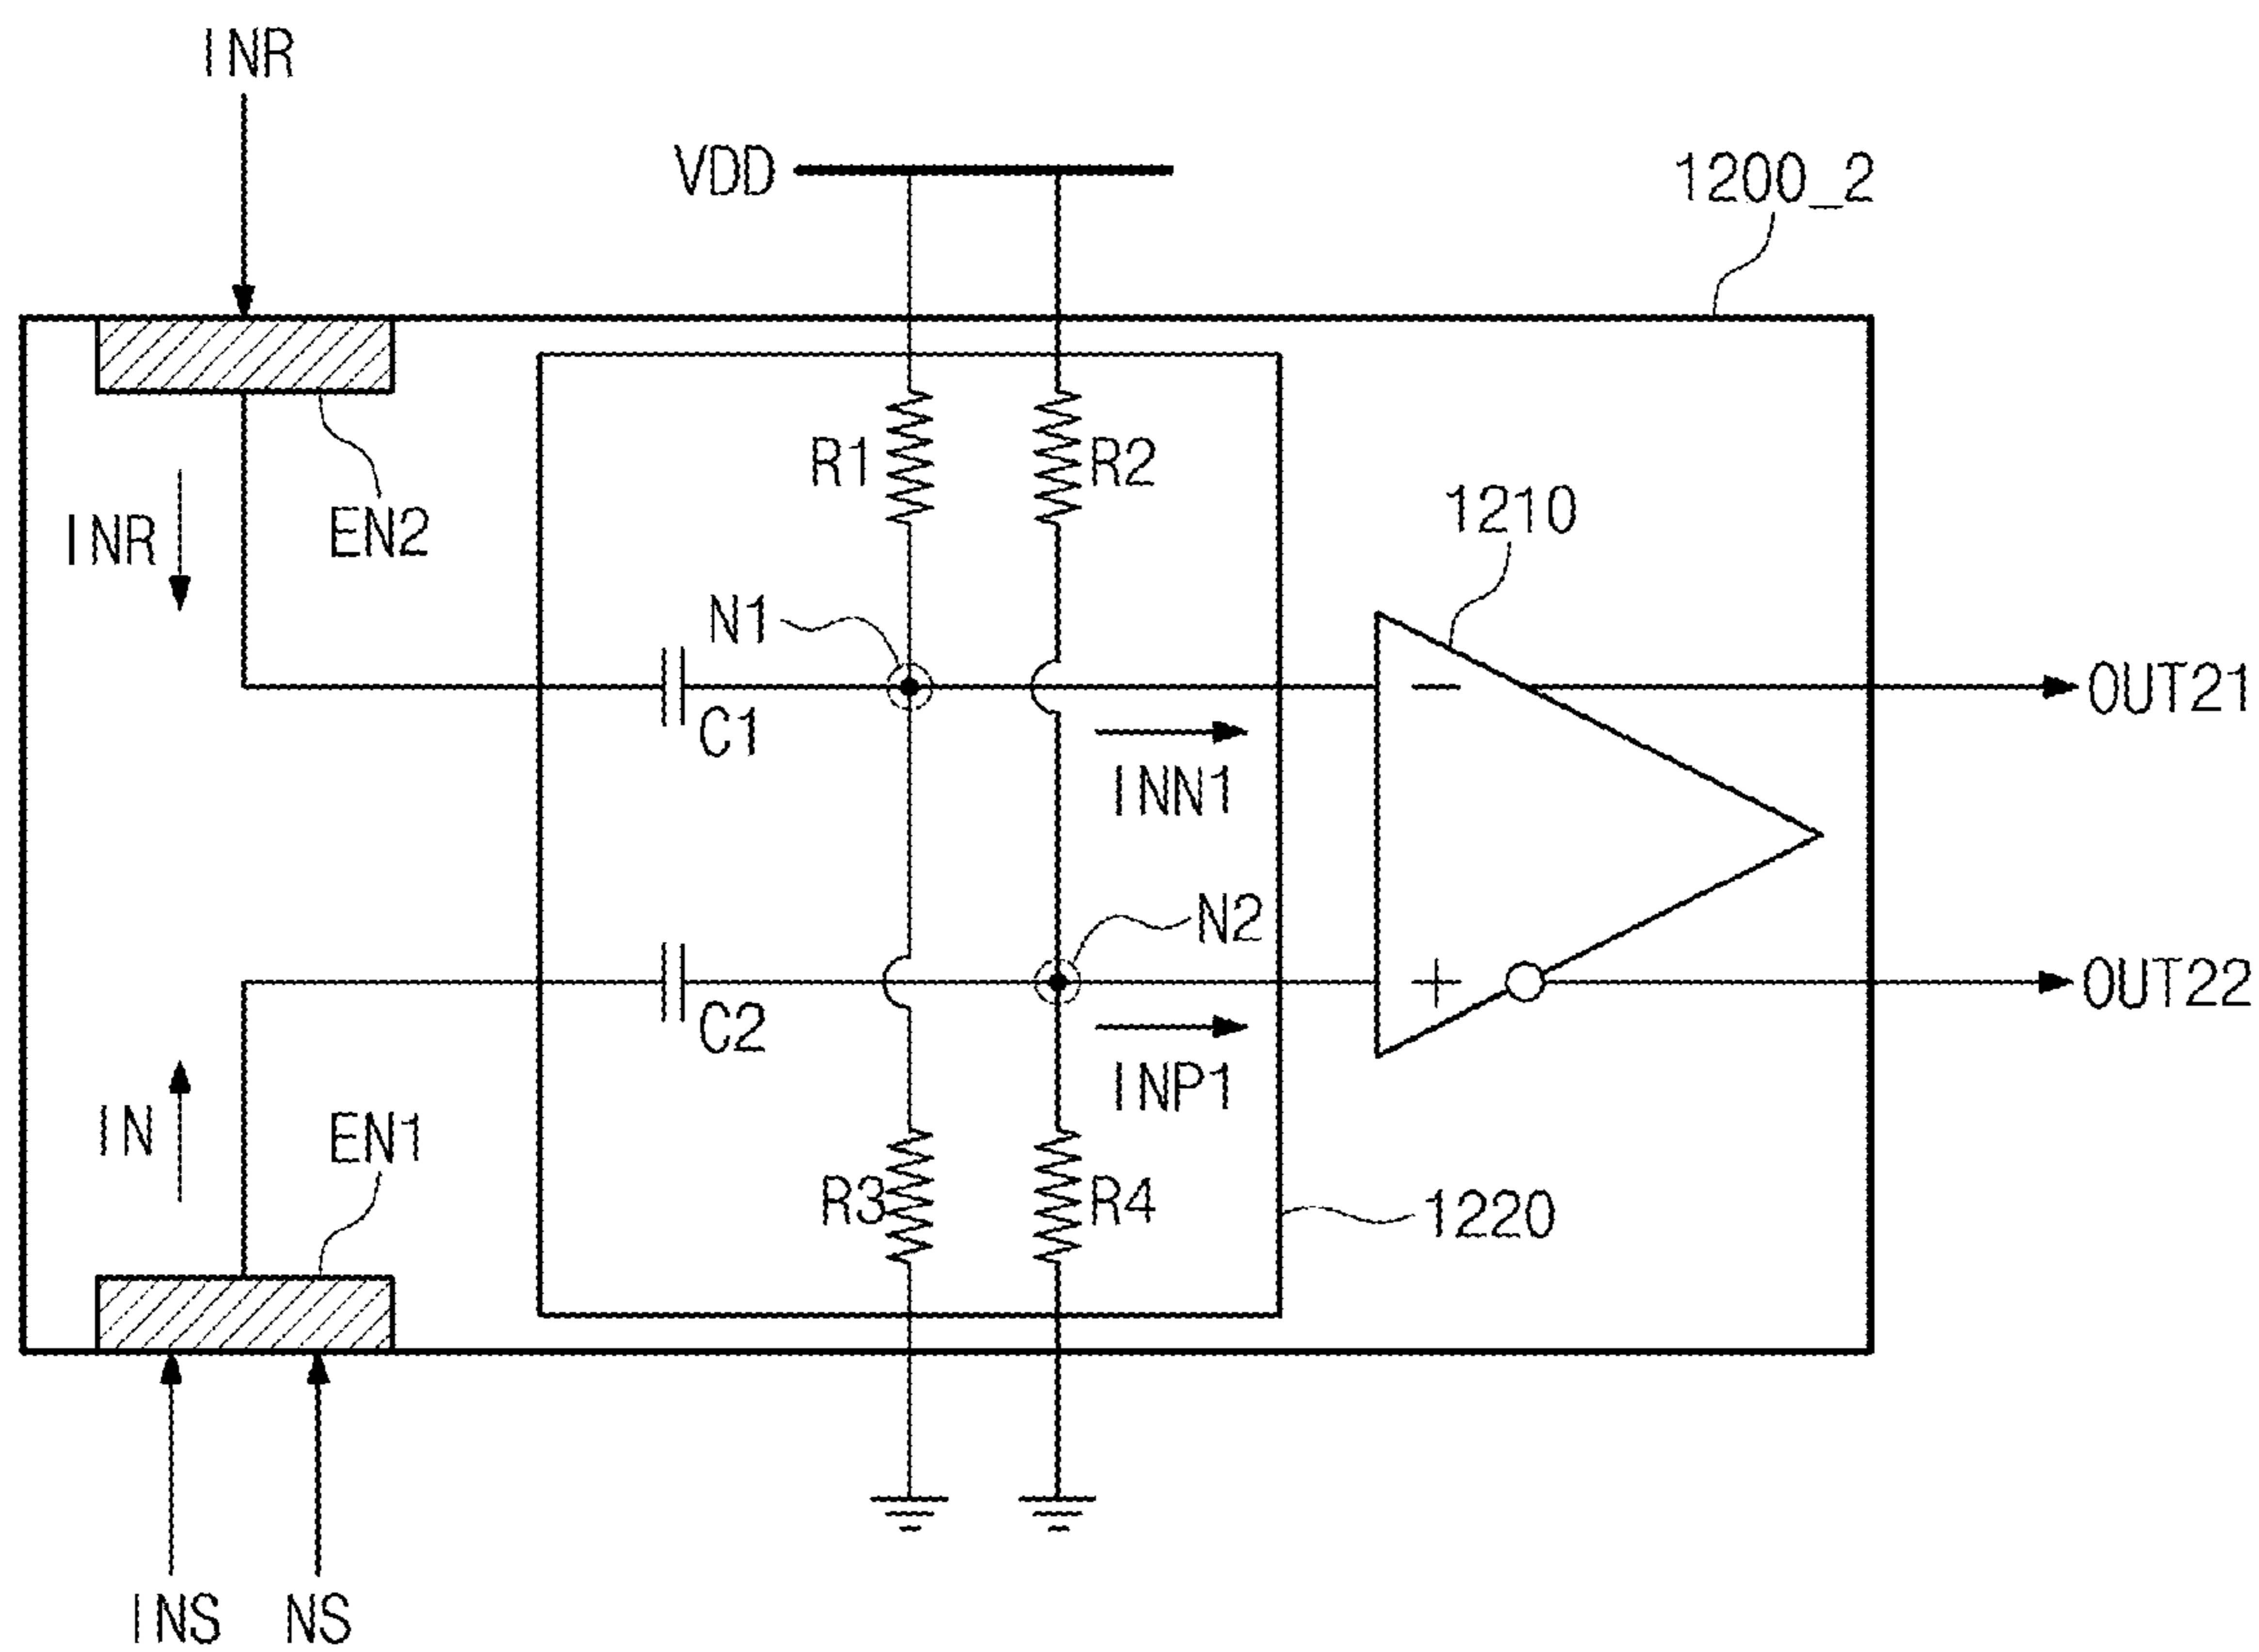 INR
VDD
1200_2
R1
R2
INR
EN2
1210
N1
C1
OUT21
INN1
N2
C2
OUT22
INP1
IN
EN1
R3
R4
1220
INS
NS